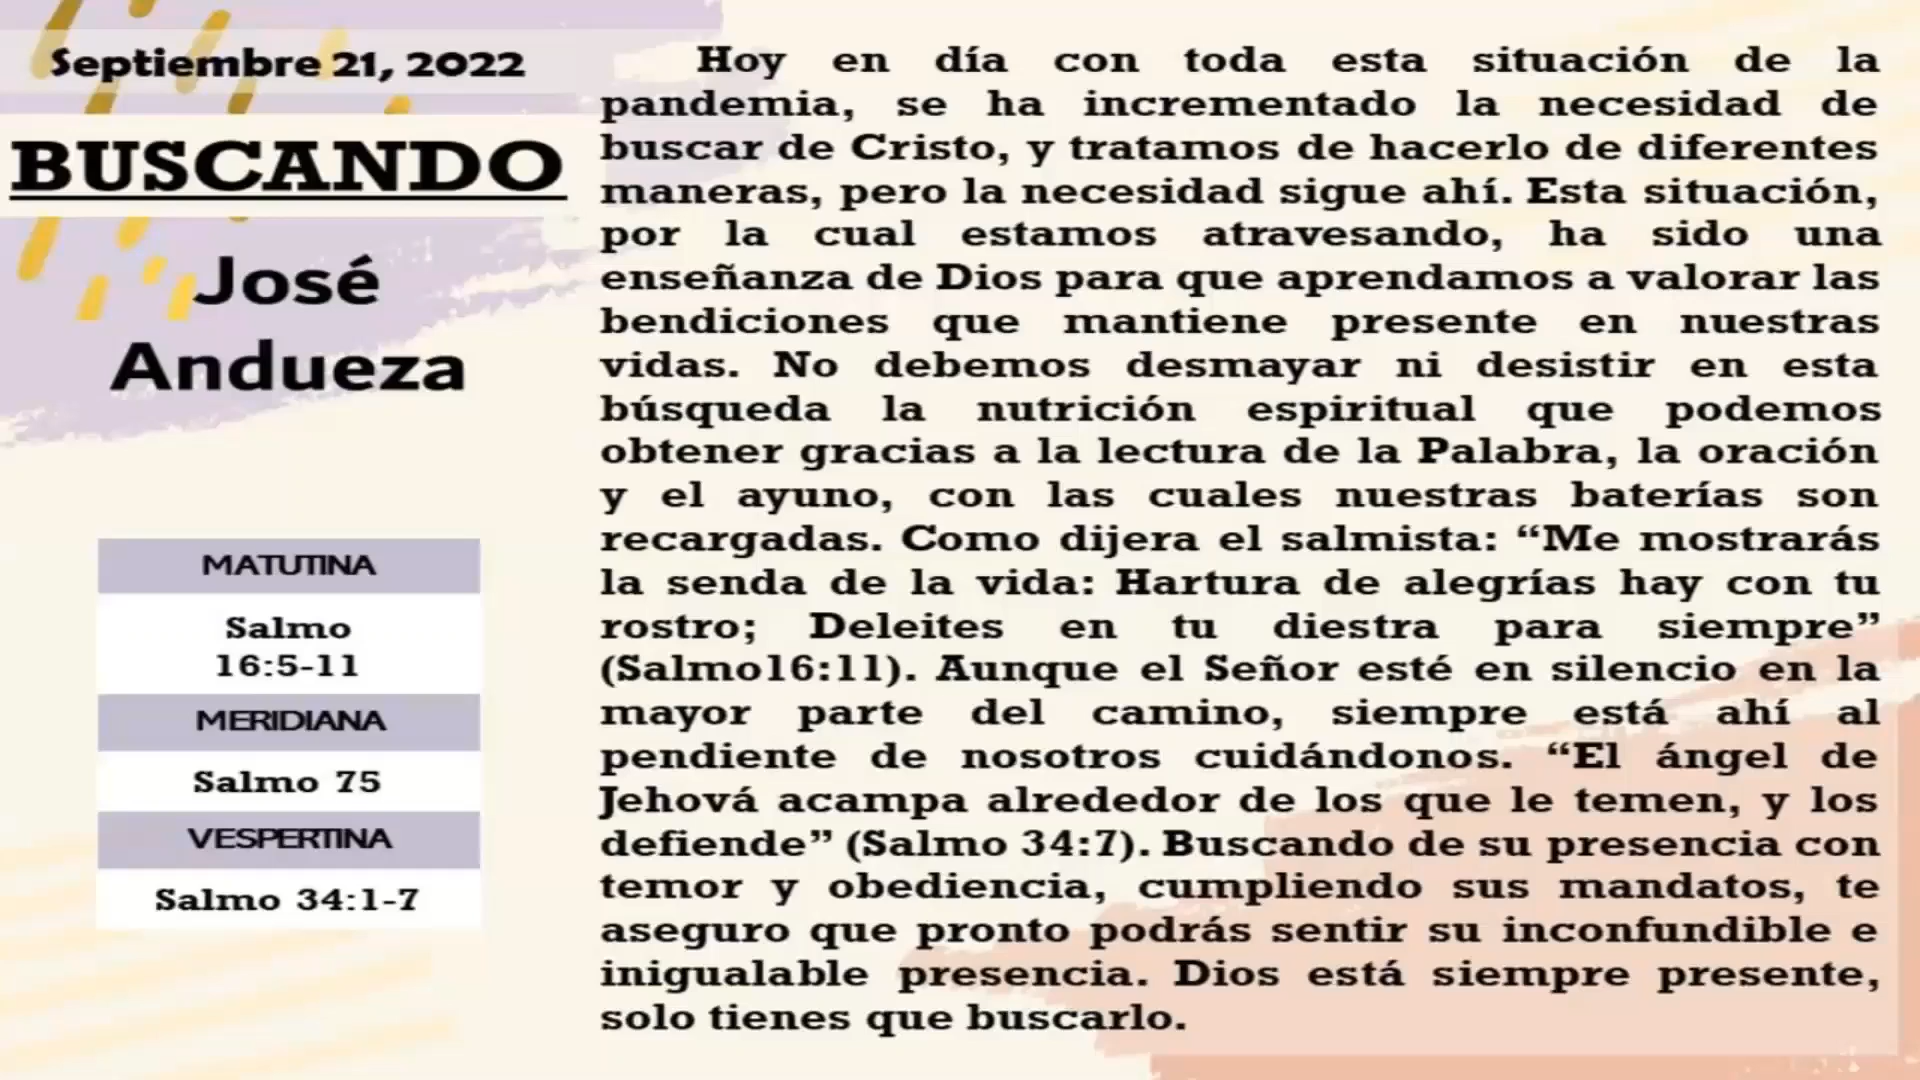 Septiembre 21, 2022
BUSCANDO
José
Andueza
MATUTINA
Salmo
16:5-11
MERIDIANA
Salmo 75
VESPERTINA
Salmo 34:1-7
Hoy en día con toda esta situación de la
pandemia, se ha incrementado la necesidad de
buscar de Cristo, y tratamos de hacerlo de diferentes
maneras, pero la necesidad sigue ahí. Esta situación,
por la cual estamos atravesando, ha sido una
enseñanza de Dios para que aprendamos a valorar las
bendiciones que mantiene presente en nuestras
vidas. No debemos desmayar ni desistir en esta
búsqueda la nutrición espiritual que podemos
obtener gracias a la lectura de la Palabra, la oración
y el ayuno, con las cuales nuestras baterías son
recargadas. Como dijera el salmista: “Me mostrarás
la senda de la vida: Hartura de alegrías hay con tu
rostro; Deleites en tu diestra para siempre”
(Salmo16:11). Aunque el Señor esté en silencio en la
mayor parte del camino, siempre está ahí al
pendiente de nosotros cuidándonos. “El ángel de
Jehová acampa alrededor de los que le temen, y los
defiende” (Salmo 34:7). Buscando de su presencia con
temor y obediencia, cumpliendo sus mandatos, te
aseguro que pronto podrás sentir su inconfundible e
inigualable presencia. Dios está siempre presente,
solo tienes que buscarlo.